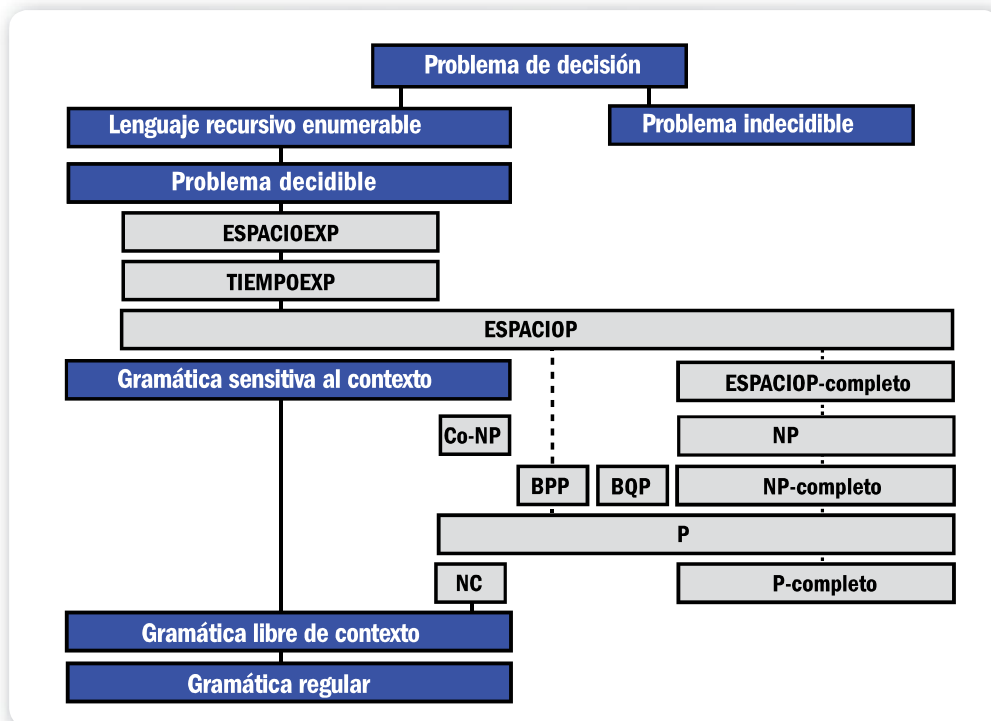 Problema de decisión
Lenguaje recursivo enumerable
Problema indecidible
Problema decidible
ESPACIOEXP
TIEMPOEXP
ESPACIOP
Gramática sensitiva al contexto
ESPACIOP-completo
Co-NP
NP
BPP
BQP
NP-completo
P
NC
P-completo
Gramática libre de contexto
Gramática regular